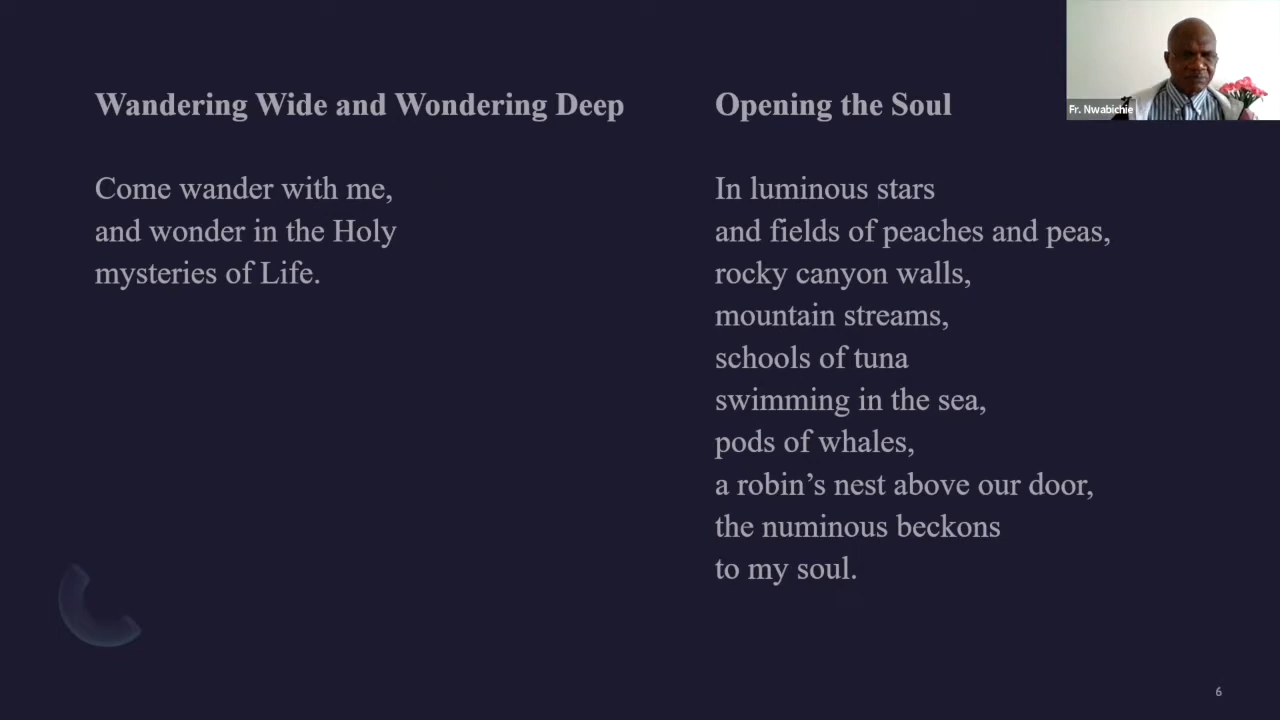 Wandering Wide and Wondering Deep
Come wander with me,
and wonder in the Holy
mysteries of Life.
Opening the Soul
In luminous stars
and fields of peaches and peas,
rocky canyon walls,
mountain streams,
schools of tuna
swimming in the sea,
pods of whales,
a robin’s nest above our door,
the numinous beckons
to my soul.
Fr. Nwabichie
6